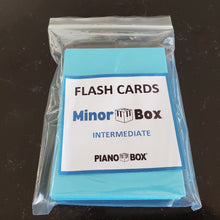 FLASH CARDS
Minor Box
INTERMEDIATE
PIANO BOX